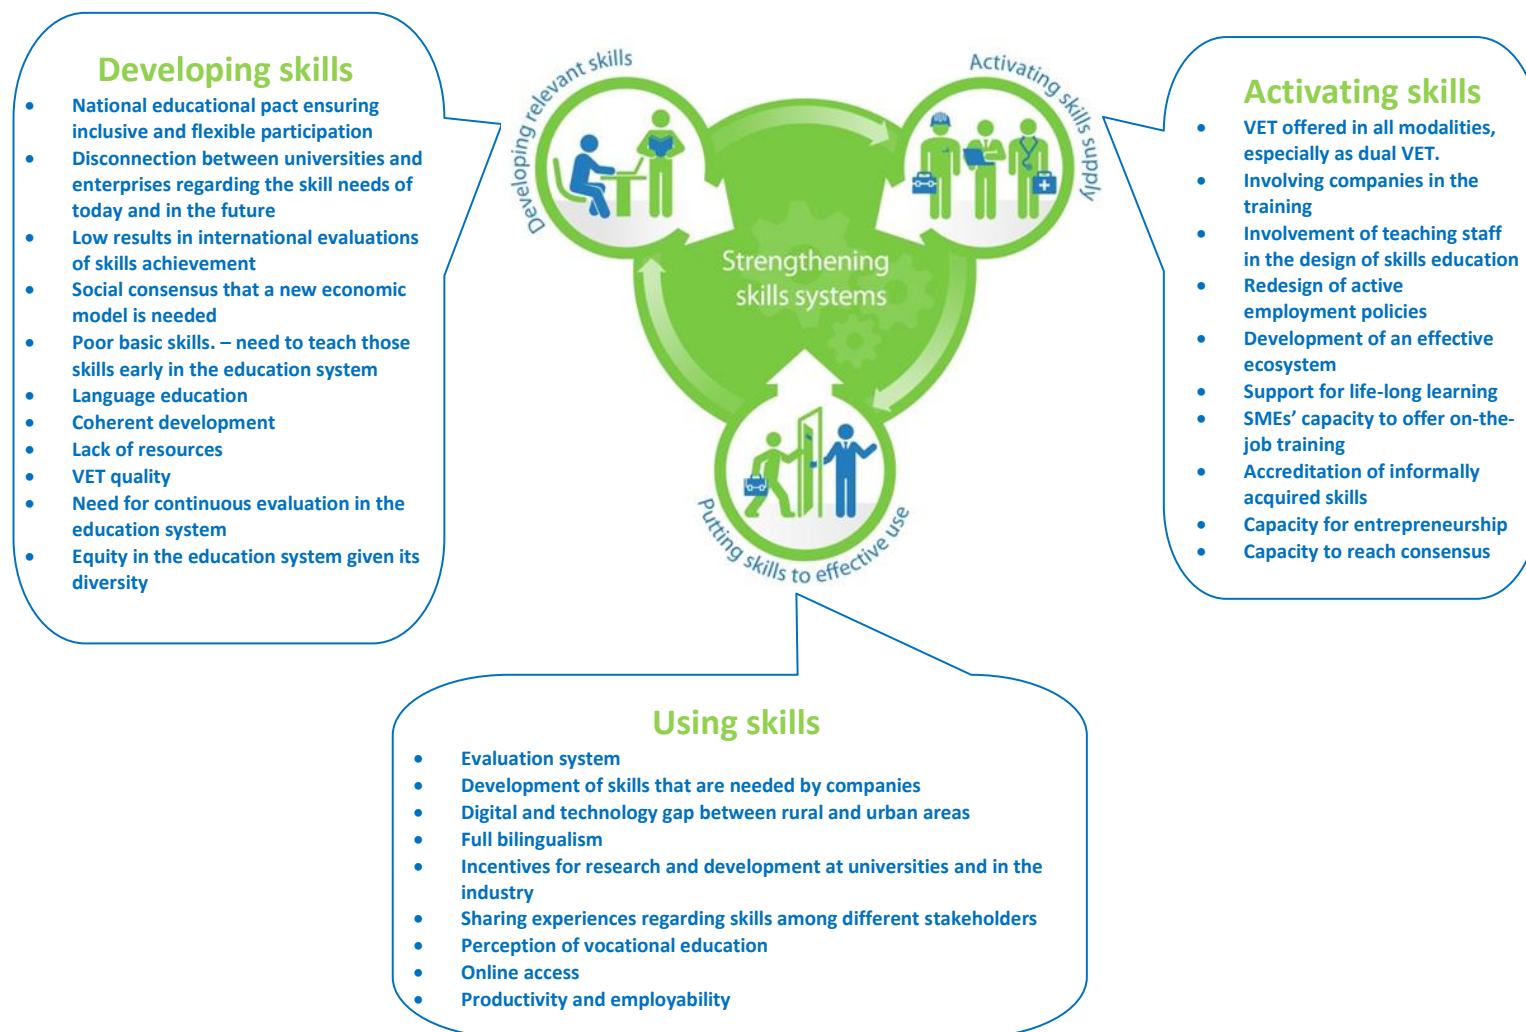 Developing skills
• National educational pact ensuring
inclusive and flexible participation
• Disconnection between universities and
enterprises regarding the skill needs of
today and in the future
• Low results in international evaluations
of skills achievement
• Social consensus that a new economic
model is needed
• Poor basic skills. – need to teach those
skills early in the education system
• Language education
• Coherent development
• Lack of resources
• VET quality
• Need for continuous evaluation in the
education system
• Equity in the education system given its
diversity
Developing relevant skills
Activating skills supply
Strengthening
skills systems
Putting skills to effective use
Activating skills
• VET offered in all modalities,
especially as dual VET.
• Involving companies in the
training
• Involvement of teaching staff
in the design of skills education
• Redesign of active
employment policies
• Development of an effective
ecosystem
• Support for life-long learning
• SMEs’ capacity to offer on-the-
job training
• Accreditation of informally
acquired skills
• Capacity for entrepreneurship
• Capacity to reach consensus
Using skills
• Evaluation system
• Development of skills that are needed by companies
• Digital and technology gap between rural and urban areas
• Full bilingualism
• Incentives for research and development at universities and in the
industry
• Sharing experiences regarding skills among different stakeholders
• Perception of vocational education
• Online access
• Productivity and employability